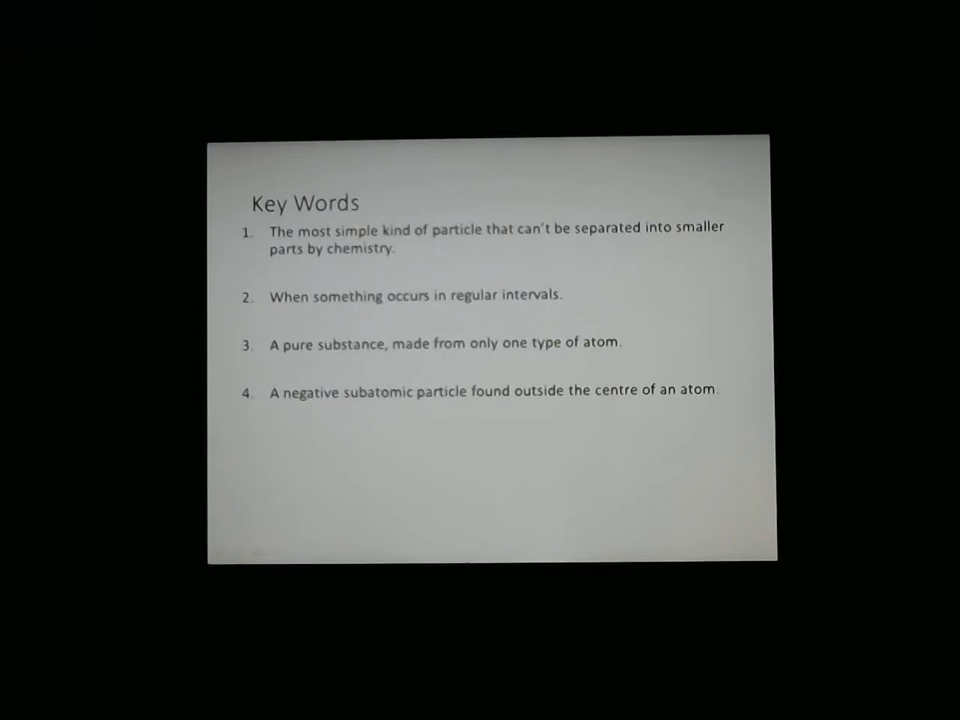 Key Words
1. The most simple kind of particle that can't be separated into smaller
parts by chemistry.
2. When something occurs in regular intervals.
3. A pure substance, made from only one type of atom.
4. A negative subatomic particle found outside the centre of an atom.